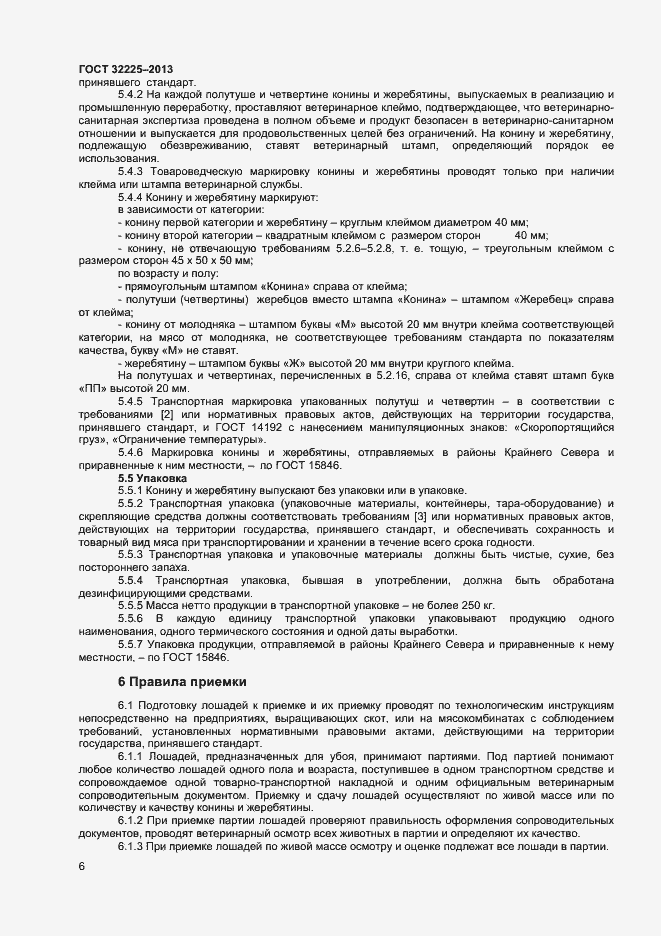 ГОСТ 32225–2013
принявшего стандарт.
5.4.2 На каждой полутуше и четвертине конины и жеребятины, выпускаемых в реализацию и
промышленную переработку, проставляют ветеринарное клеймо, подтверждающее, что ветеринарно-
санитарная экспертиза проведена в полном объеме и продукт безопасен в ветеринарно-санитарном
отношении и выпускается для продовольственных целей без ограничений. На конину и жеребятину,
подлежащую обезвреживанию, ставят ветеринарный штамп, определяющий порядок ее
использования.
5.4.3 Товароведческую маркировку конины и жеребятины проводят только при наличии
клейма или штампа ветеринарной службы.
5.4.4 Конину и жеребятину маркируют:
в зависимости от категории:
- конину первой категории и жеребятину – круглым клеймом диаметром 40 мм;
- конину второй категории – квадратным клеймом с размером сторон 40 мм;
- конину, не отвечающую требованиям 5.2.6–5.2.8, т. е. тощую, – треугольным клеймом с
размером сторон 45 х 50 х 50 мм;
по возрасту и полу:
- прямоугольным штампом «Конина» справа от клейма;
- полутуши (четвертины) жеребцов вместо штампа «Конина» – штампом «Жеребец» справа
от клейма;
- конину от молодняка – штампом буквы «М» высотой 20 мм внутри клейма соответствующей
категории, на мясо от молодняка, не соответствующее требованиям стандарта по показателям
качества, букву «М» не ставят.
- жеребятину – штампом буквы «Ж» высотой 20 мм внутри круглого клейма.
На полутушах и четвертинах, перечисленных в 5.2.16, справа от клейма ставят штамп букв
«ПП» высотой 20 мм.
5.4.5 Транспортная маркировка упакованных полутуш и четвертин – в соответствии с
требованиями [2] или нормативных правовых актов, действующих на территории государства,
принявшего стандарт, и ГОСТ 14192 с нанесением манипуляционных знаков: «Скоропортящийся
груз», «Ограничение температуры».
5.4.6 Маркировка конины и жеребятины, отправляемых в районы Крайнего Севера и
приравненные к ним местности, – по ГОСТ 15846.
5.5 Упаковка
5.5.1 Конину и жеребятину выпускают без упаковки или в упаковке.
5.5.2 Транспортная упаковка (упаковочные материалы, контейнеры, тара-оборудование) и
скрепляющие средства должны соответствовать требованиям [3] или нормативных правовых актов,
действующих на территории государства, принявшего стандарт, и обеспечивать сохранность и
товарный вид мяса при транспортировании и хранении в течение всего срока годности.
5.5.3 Транспортная упаковка и упаковочные материалы должны быть чистые, сухие, без
постороннего запаха.
5.5.4 Транспортная упаковка, бывшая в употреблении, должна быть обработана
дезинфицирующими средствами.
5.5.5 Масса нетто продукции в транспортной упаковке – не более 250 кг.
5.5.6 В каждую единицу транспортной упаковки упаковывают продукцию одного
наименования, одного термического состояния и одной даты выработки.
5.5.7 Упаковка продукции, отправляемой в районы Крайнего Севера и приравненные к нему
местности, – по ГОСТ 15846.
6 Правила приемки
6.1 Подготовку лошадей к приемке и их приемку проводят по технологическим инструкциям
непосредственно на предприятиях, выращивающих скот, или на мясокомбинатах с соблюдением
требований, установленных нормативными правовыми актами, действующими на территории
государства, принявшего стандарт.
6.1.1 Лошадей, предназначенных для убоя, принимают партиями. Под партией понимают
любое количество лошадей одного пола и возраста, поступившее в одном транспортном средстве и
сопровождаемое одной товарно-транспортной накладной и одним официальным ветеринарным
сопроводительным документом. Приемку и сдачу лошадей осуществляют по живой массе или по
количеству и качеству конины и жеребятины.
6.1.2 При приемке партии лошадей проверяют правильность оформления сопроводительных
документов, проводят ветеринарный осмотр всех животных в партии и определяют их качество.
6.1.3 При приемке лошадей по живой массе осмотру и оценке подлежат все лошади в партии.
6